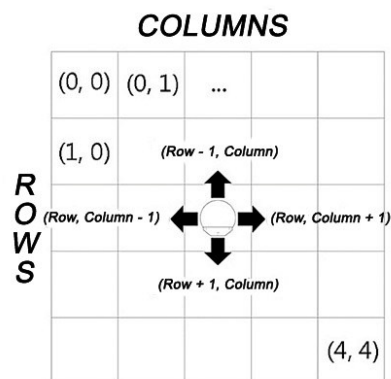 COLUMNS
(0, 0) (0, 1) ...
(1, 0) (Row - 1, Column)
ROWS
(Row, Column - 1) (Row, Column + 1)
(Row + 1, Column)
(4, 4)